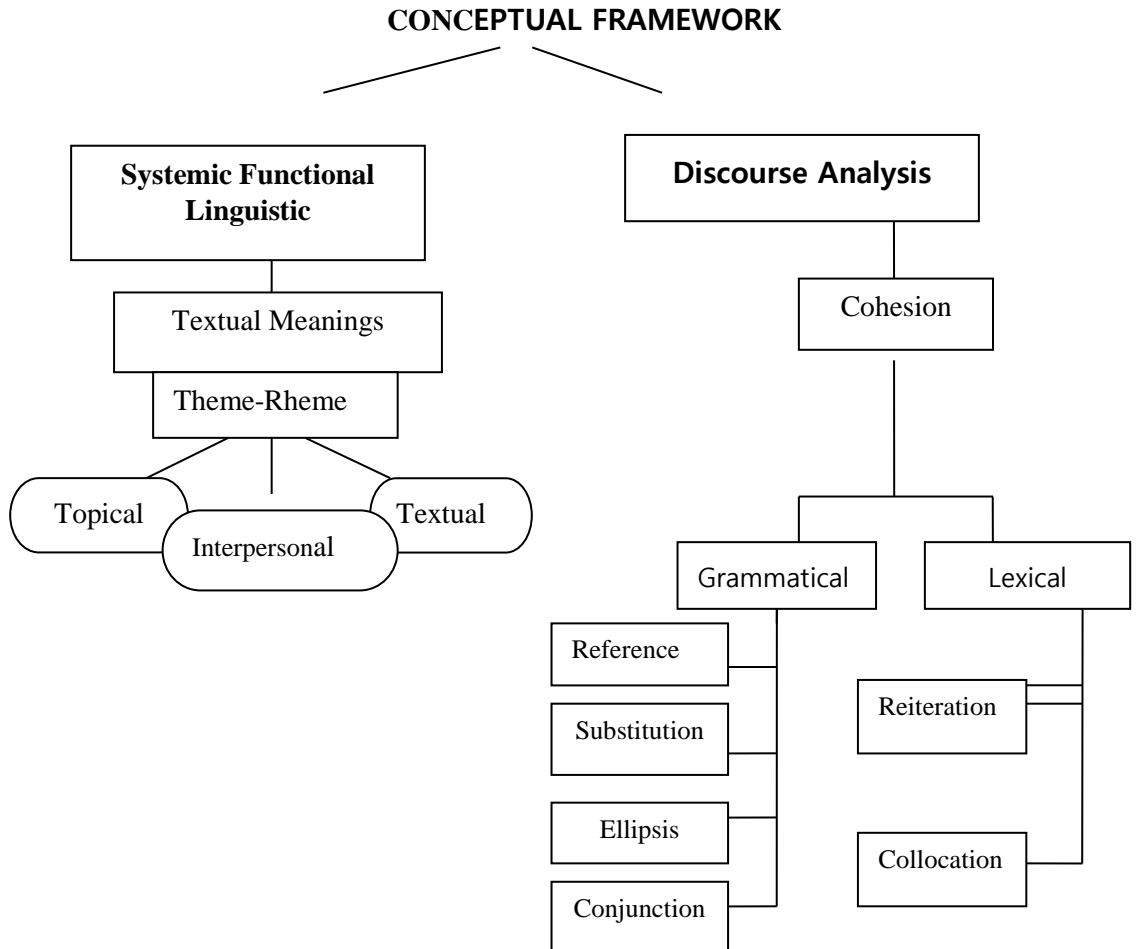 CONCEPTUAL FRAMEWORK
Systemic Functional
Linguistic
Textual Meanings
Theme-Rheme
Topical
Interpersonal
Textual
Discourse Analysis
Cohesion
Grammatical
Reference
Substitution
Ellipsis
Conjunction
Lexical
Reiteration
Collocation